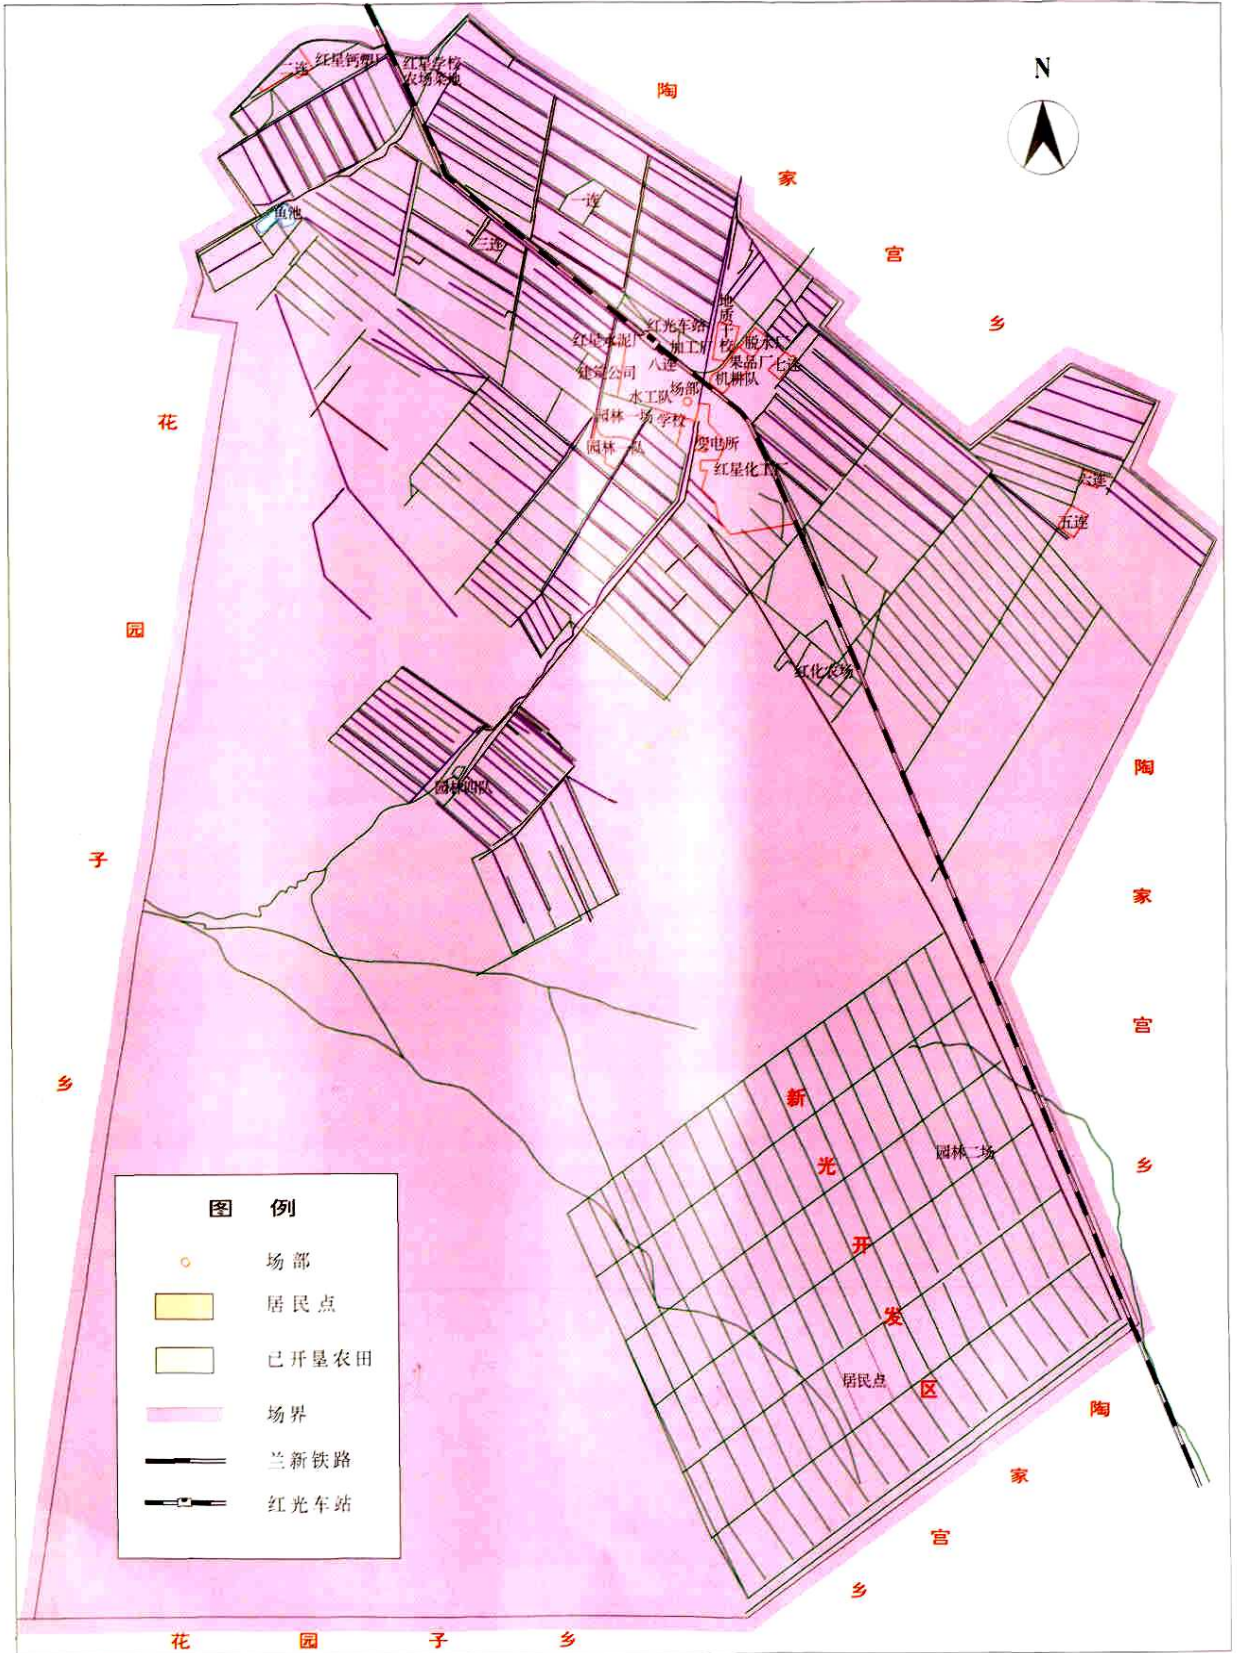 N
陶家宫乡
二连
红星钙塑厂
红星学校
农场菜地
鱼池
一连
三连
地质干校
红光车站
红星水泥厂
加工厂
脱水厂
果品厂
七连
八连
建筑公司
机耕队
场部
水工队
园林一场
学校
园林一队
变电所
红星化工厂
六连
五连
红化农场
园林四队
花园子乡
陶家宫乡
新光开发区
园林二场
居民点
陶家宫乡
花园子乡
图例
场部
居民点
已开垦农田
场界
兰新铁路
红光车站